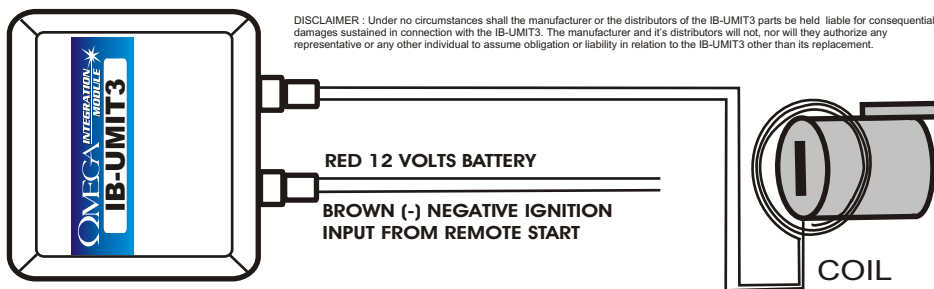 DISCLAIMER : Under no circumstances shall the manufacturer or the distributors of the IB-UMIT3 parts be held liable for consequential
damages sustained in connection with the IB-UMIT3. The manufacturer and it's distributors will not, nor will they authorize any
representative or any other individual to assume obligation or liability in relation to the IB-UMIT3 other than its replacement.
OMEGA INTEGRATION MODULE
IB-UMIT3
RED 12 VOLTS BATTERY
BROWN (-) NEGATIVE IGNITION
INPUT FROM REMOTE START
COIL